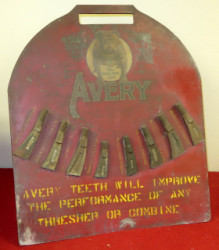 AVERY
AVERY TEETH WILL IMPROVE
THE PERFORMANCE OF ANY
THRESHER OR COMBINE